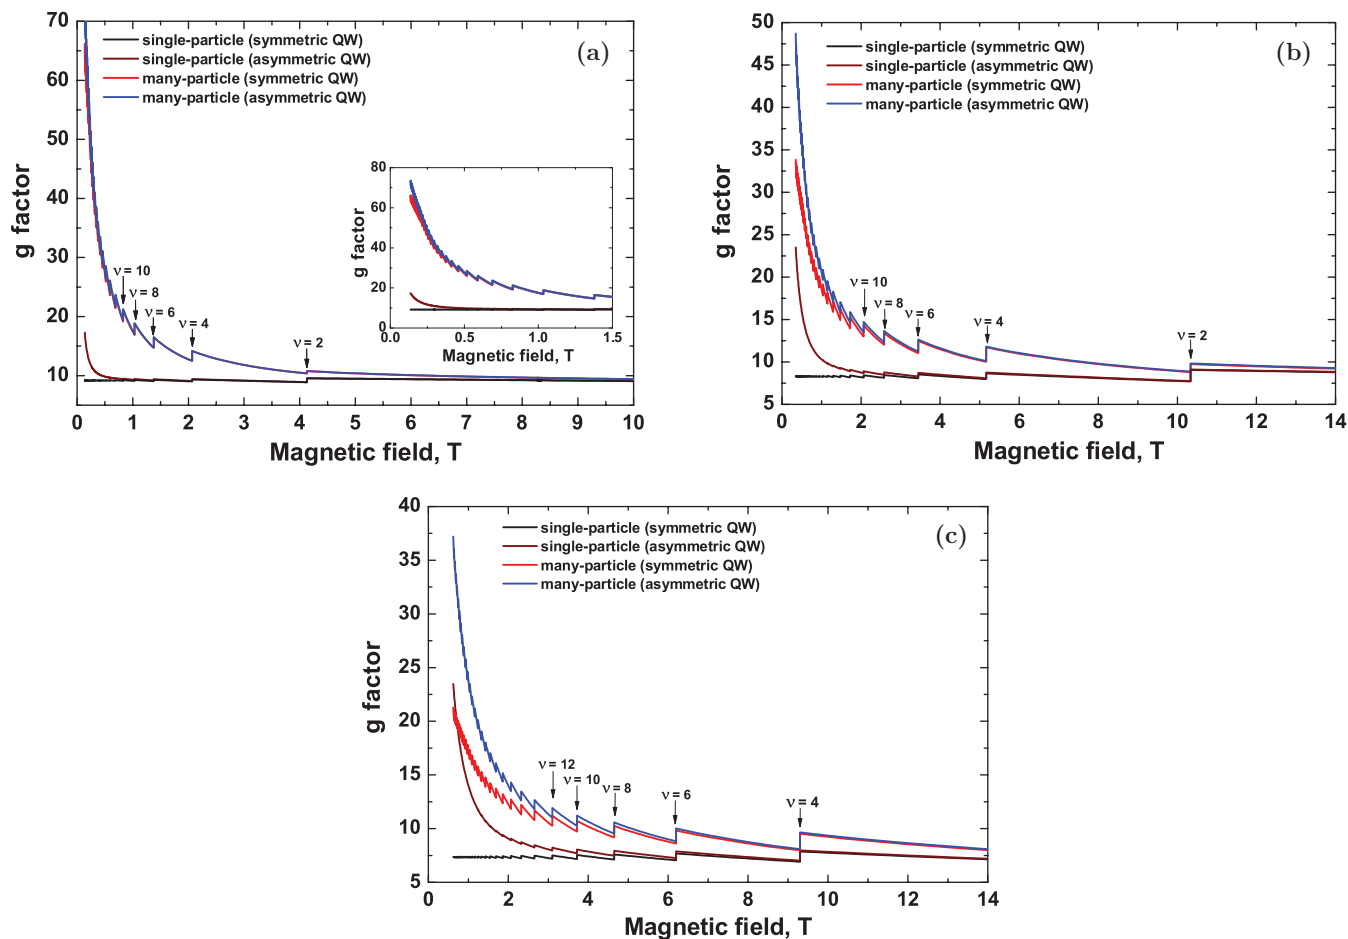 (a)
single-particle (symmetric QW)
single-particle (asymmetric QW)
many-particle (symmetric QW)
many-particle (asymmetric QW)
g factor
70
60
50
40
30
20
10
ν = 10
ν = 8
ν = 6
ν = 4
ν = 2
g factor
80
60
40
20
0
0.0 0.5 1.0 1.5
Magnetic field, T
0 1 2 3 4 5 6 7 8 9 10
Magnetic field, T
(b)
single-particle (symmetric QW)
single-particle (asymmetric QW)
many-particle (symmetric QW)
many-particle (asymmetric QW)
g factor
50
45
40
35
30
25
20
15
10
5
ν = 10
ν = 8
ν = 6
ν = 4
ν = 2
0 2 4 6 8 10 12 14
Magnetic field, T
(c)
single-particle (symmetric QW)
single-particle (asymmetric QW)
many-particle (symmetric QW)
many-particle (asymmetric QW)
g factor
40
35
30
25
20
15
10
5
ν = 12
ν = 10
ν = 8
ν = 6
ν = 4
0 2 4 6 8 10 12 14
Magnetic field, T